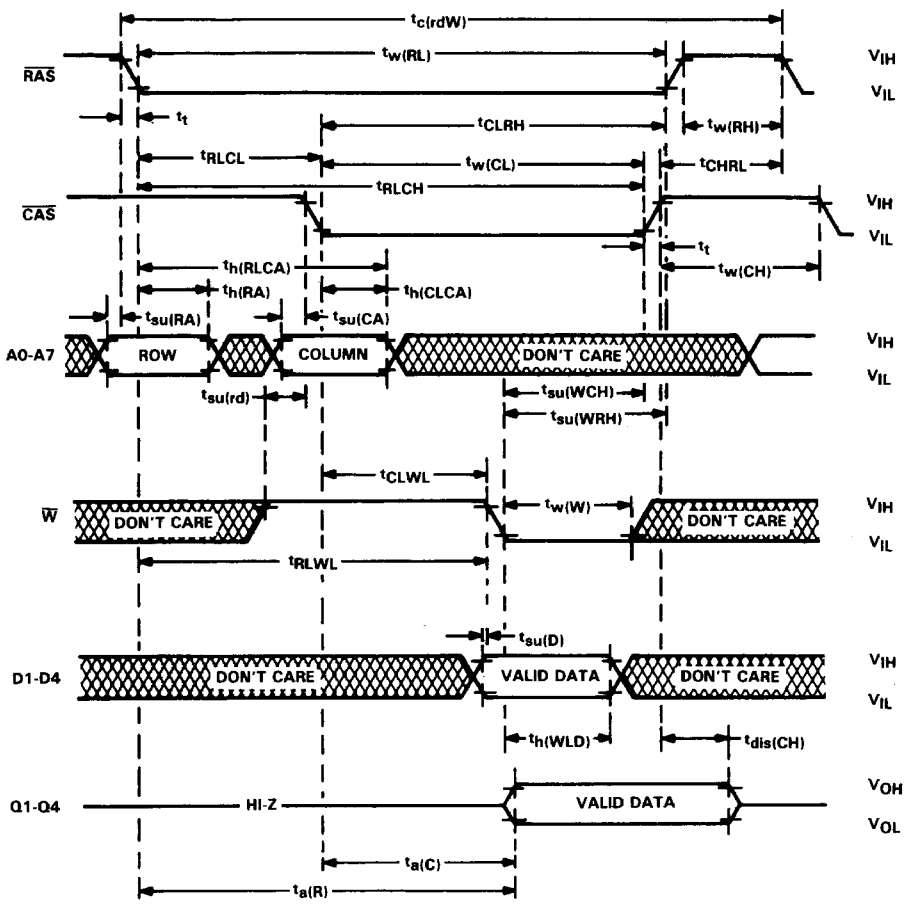 tc(rdW)
tw(RL)
RAS
VIH
VIL
tt
tCLRH
tw(RH)
tRLCL
tw(CL)
tCHRL
tRLCH
CAS
VIH
VIL
tt
th(RLCA)
tw(CH)
th(RA)
th(CLCA)
tsu(RA)
tsu(CA)
A0-A7
ROW
COLUMN
DON'T CARE
VIH
VIL
tsu(rd)
tsu(WCH)
tsu(WRH)
tCLWL
W
DON'T CARE
tw(W)
DON'T CARE
VIH
VIL
tRLWL
tsu(D)
D1-D4
DON'T CARE
VALID DATA
DON'T CARE
VIH
VIL
th(WLD)
tdis(CH)
Q1-Q4
HI-Z
VALID DATA
VOH
VOL
ta(C)
ta(R)